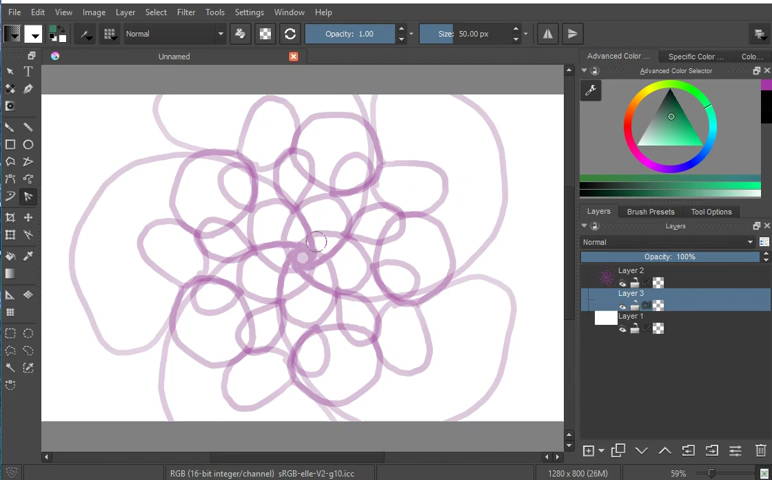 File Edit View Image Layer Select Filter Tools Settings Window Help
Normal Opacity: 1.00 Size: 50.00 px
Unnamed
Advanced Color ... Specific Color ... Colo...
Advanced Color Selector
Layers Brush Presets Tool Options
Layers
Normal
Opacity: 100%
Layer 2
Layer 3
Layer 1
RGB (16-bit integer/channel) sRGB-elle-V2-g10.icc 1280 x 800 (26M) 59%